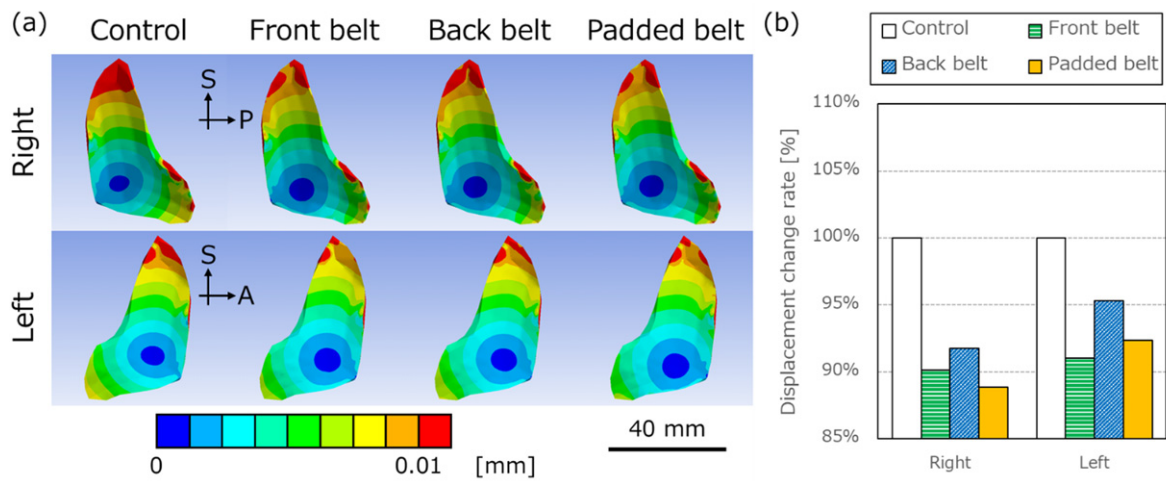 (a)
Control Front belt Back belt Padded belt
Right
S
P
Left
S
A
0 0.01 [mm]
40 mm
(b)
Control Front belt
Back belt Padded belt
Displacement change rate [%]
110%
105%
100%
95%
90%
85%
Right Left